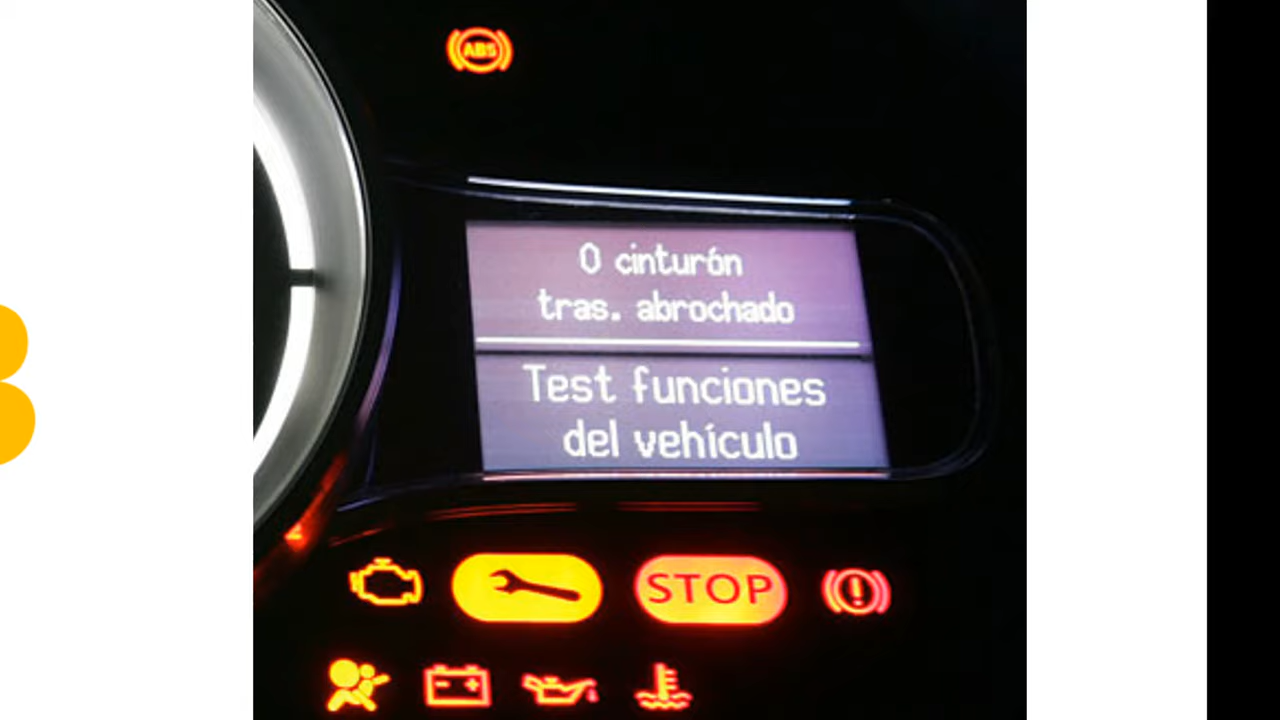 ABS
0 cinturón
tras. abrochado
Test funciones
del vehículo
STOP